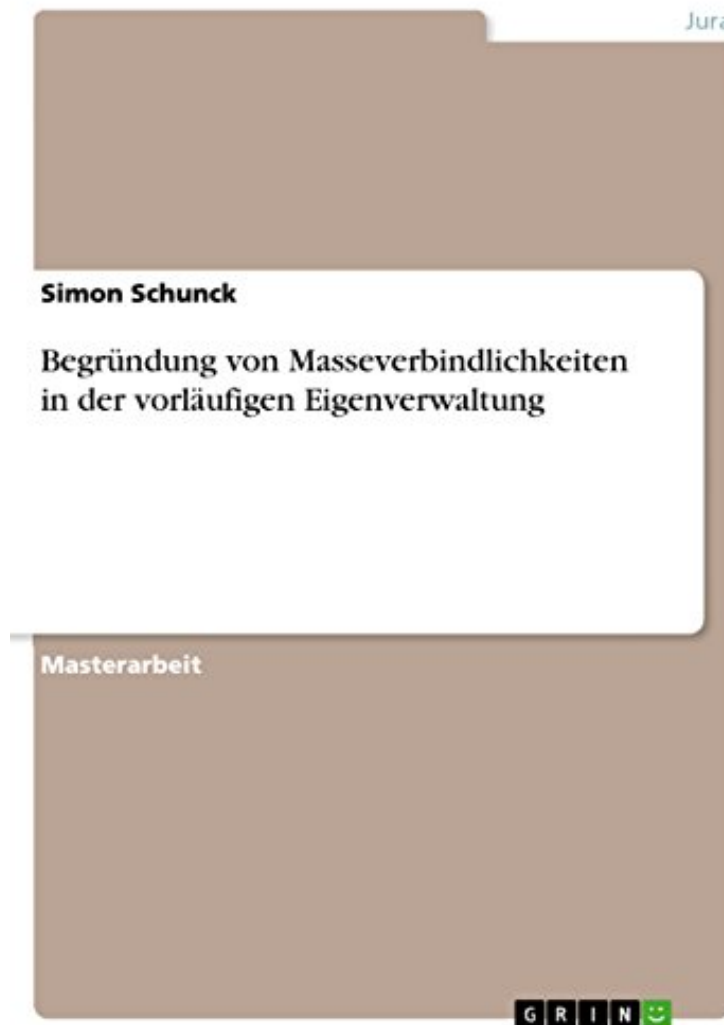 Jura
Simon Schunck
Begründung von Masseverbindlichkeiten
in der vorläufigen Eigenverwaltung
Masterarbeit
GRIN